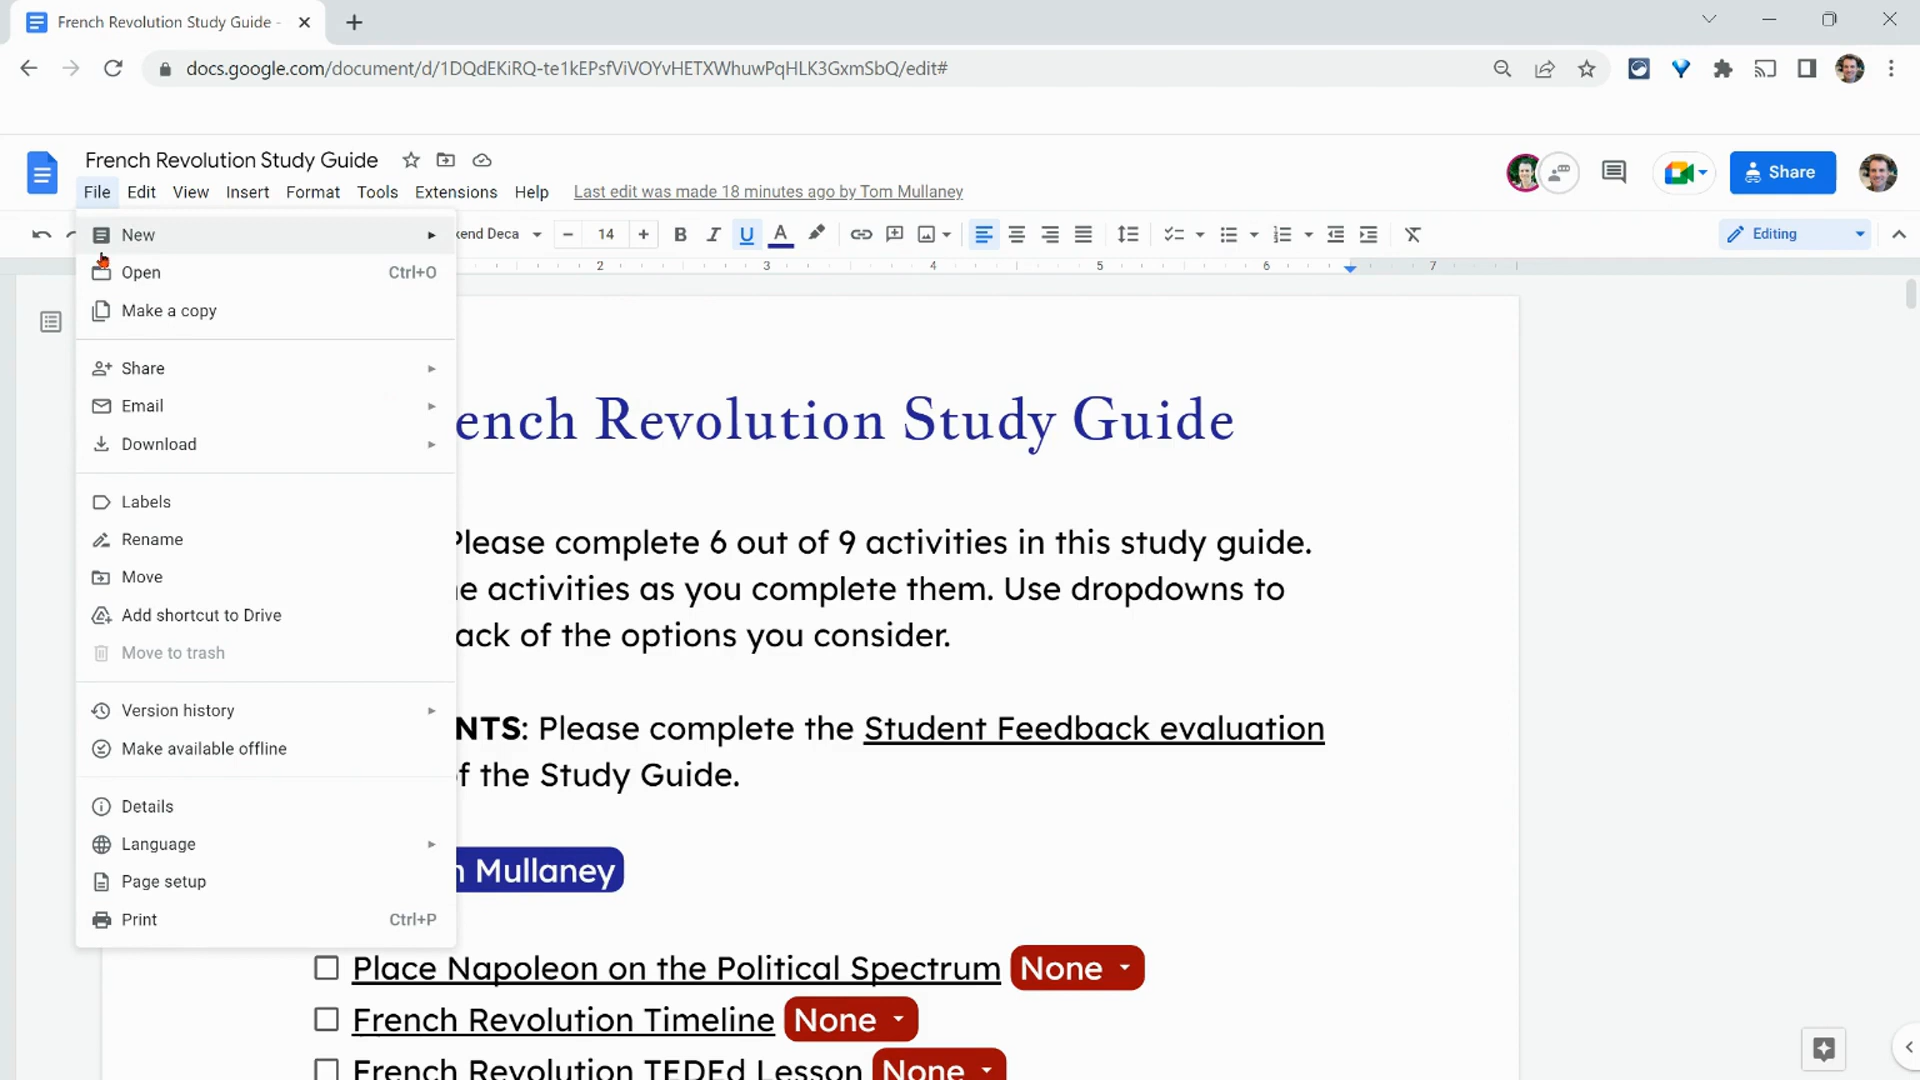 French Revolution Study Guide -
docs.google.com/document/d/1DQdEKiRQ-te1kEPsfViVOYvHETXWhuwPqHLK3GxmSbQ/edit#
French Revolution Study Guide
File Edit View Insert Format Tools Extensions Help Last edit was made 18 minutes ago by Tom Mullaney
Share
kend Deca 14 B I U A Editing
2 3 4 5 6 7
New
Open Ctrl+O
Make a copy
Share
Email
Download
Labels
Rename
Move
Add shortcut to Drive
Move to trash
Version history
Make available offline
Details
Language
Page setup
Print Ctrl+P
ench Revolution Study Guide
Please complete 6 out of 9 activities in this study guide.
e activities as you complete them. Use dropdowns to
ack of the options you consider.
NTS: Please complete the Student Feedback evaluation
f the Study Guide.
Mullaney
Place Napoleon on the Political Spectrum None
French Revolution Timeline None
French Revolution TEDEd Lesson None